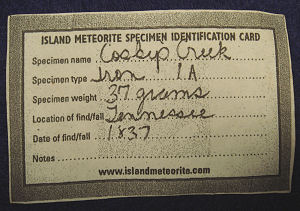 ISLAND METEORITE SPECIMEN IDENTIFICATION CARD
Specimen name Cosby Creek
Specimen type Iron IA
Specimen weight 37 grams
Location of find/fall Tennessee
Date of find/fall 1837
Notes
www.islandmeteorite.com